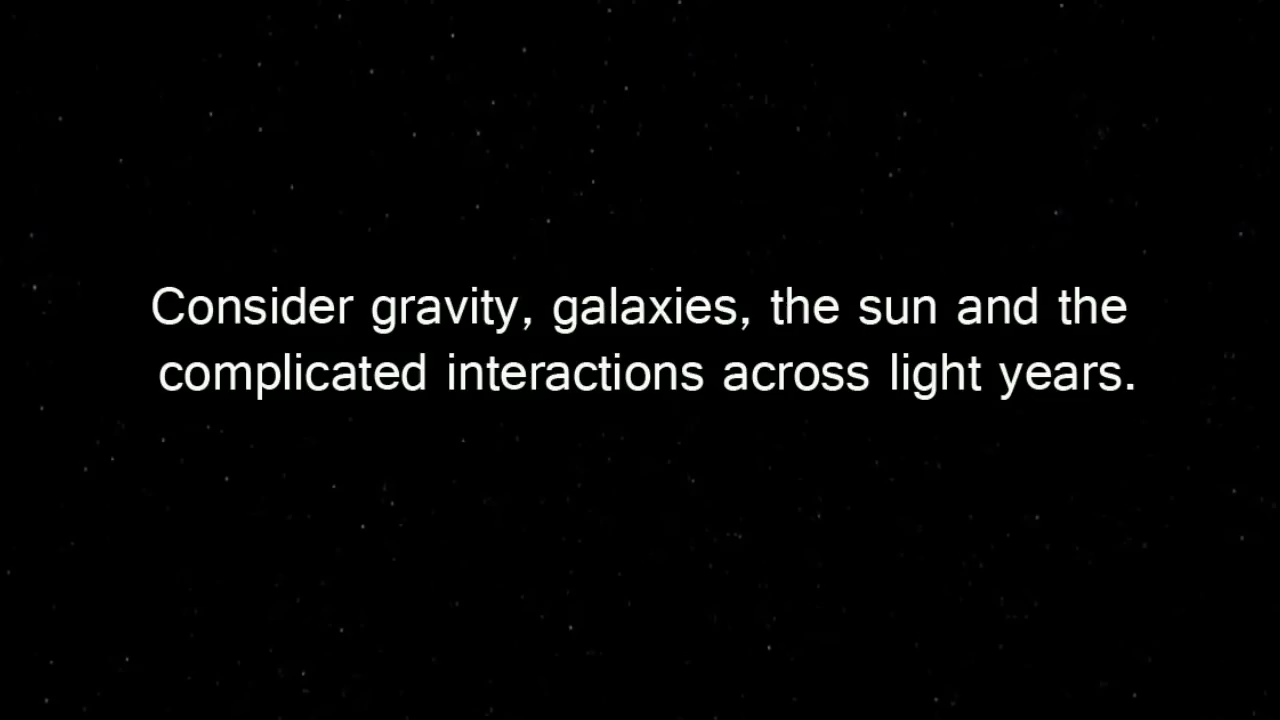 Consider gravity, galaxies, the sun and the
complicated interactions across light years.